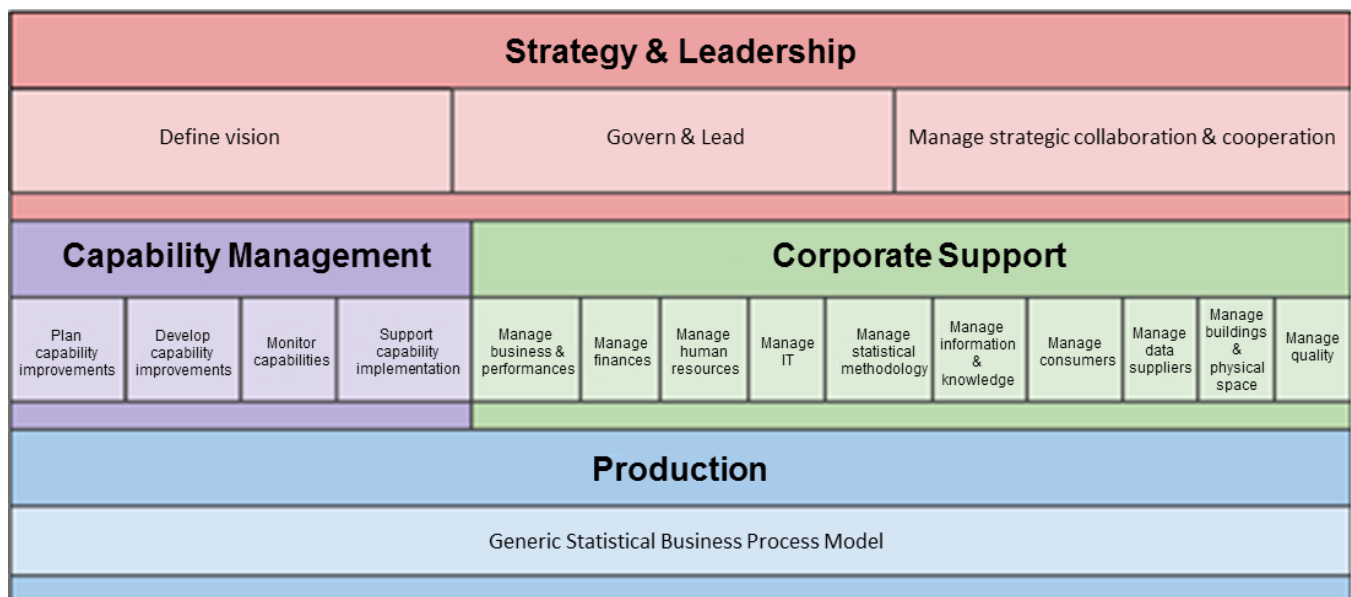 Strategy & Leadership
Define vision
Govern & Lead
Manage strategic collaboration & cooperation
Capability Management
Corporate Support
Plan
capability
improvements
Develop
capability
improvements
Monitor
capabilities
Support
capability
implementation
Manage
business &
performances
Manage
finances
Manage
human
resources
Manage
IT
Manage
statistical
methodology
Manage
information
&
knowledge
Manage
consumers
Manage
data
suppliers
Manage
buildings
&
physical
space
Manage
quality
Production
Generic Statistical Business Process Model